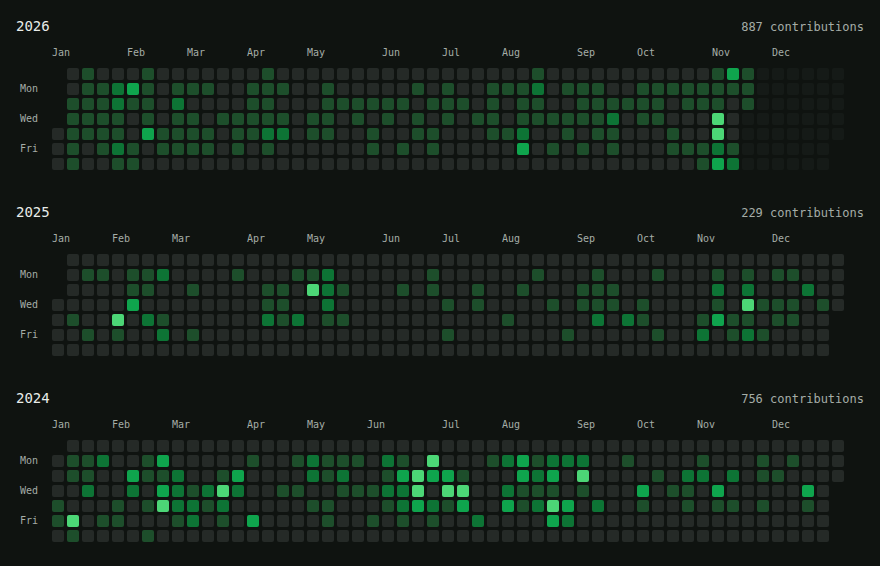 2026 887 contributions
Jan Feb Mar Apr May Jun Jul Aug Sep Oct Nov Dec
Mon
Wed
Fri
2025 229 contributions
Jan Feb Mar Apr May Jun Jul Aug Sep Oct Nov Dec
Mon
Wed
Fri
2024 756 contributions
Jan Feb Mar Apr May Jun Jul Aug Sep Oct Nov Dec
Mon
Wed
Fri